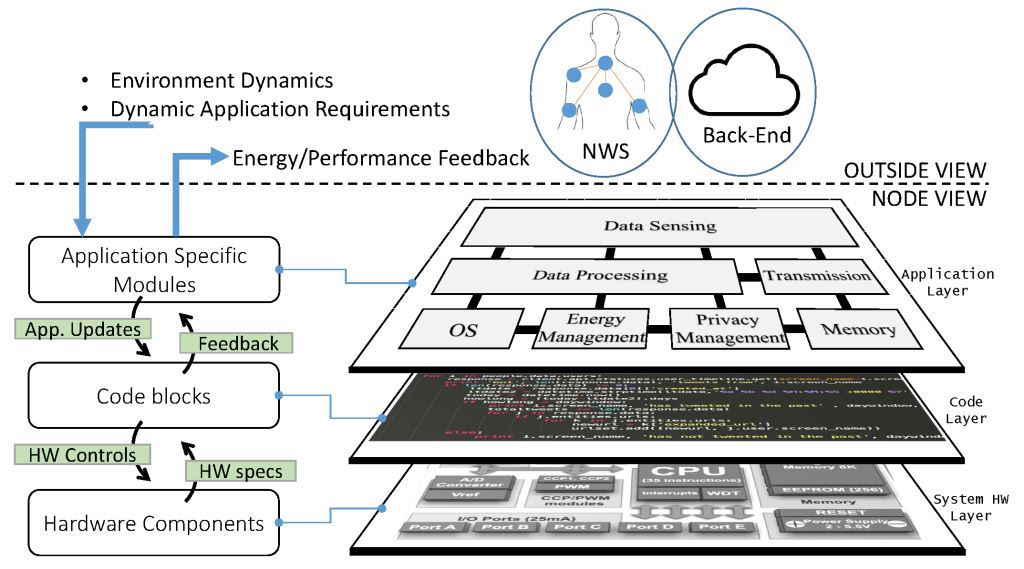 • Environment Dynamics
• Dynamic Application Requirements
Energy/Performance Feedback
NWS
Back-End
OUTSIDE VIEW
NODE VIEW
Application Specific
Modules
App. Updates
Feedback
Code blocks
HW Controls
HW specs
Hardware Components
Data Sensing
Data Processing
Transmission
OS
Energy
Management
Privacy
Management
Memory
Application
Layer
print i.screen_name, 'has not tweeted in the past', daywind
Code
Layer
A/D
Converter
Vref
CCP1, CCP2
PWM
CCP/PWM
modules
CPU
(35 instructions)
Interrupts
WDT
Memory 8K
EEPROM (256)
Memory
I/O Ports (25mA)
Port A
Port B
Port C
Port D
Port E
RESET
Power Supply
2 - 5.5V
System HW
Layer